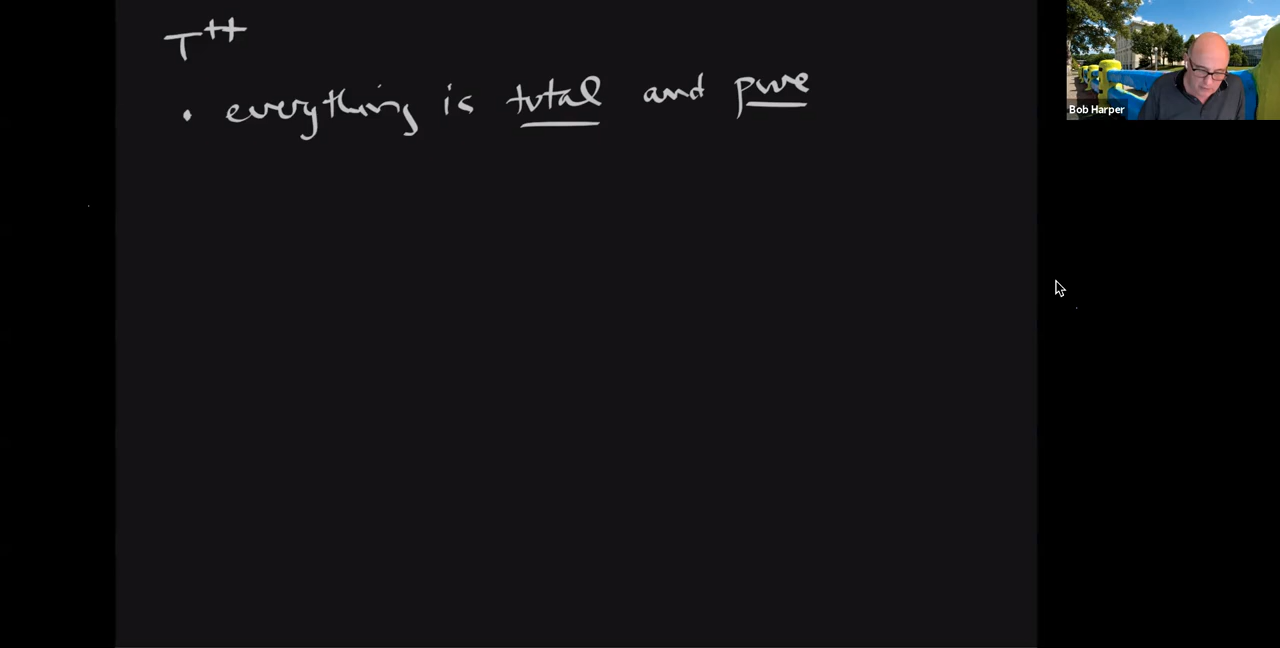 T++
• everything is total and pure
Bob Harper